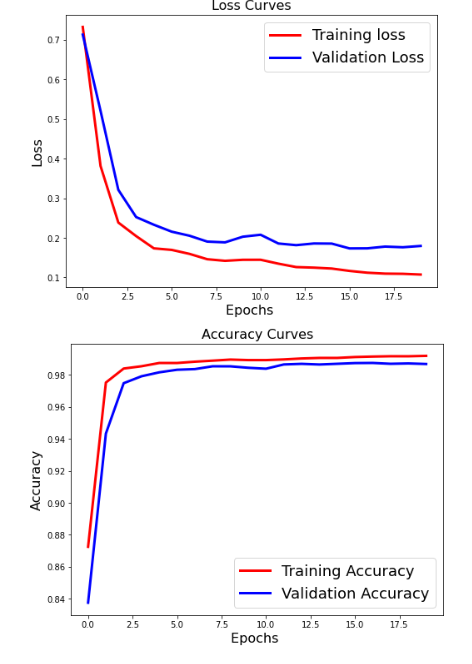 Loss Curves
Training loss
Validation Loss
0.7
0.6
0.5
0.4
0.3
0.2
0.1
Loss
0.0 2.5 5.0 7.5 10.0 12.5 15.0 17.5
Epochs
Accuracy Curves
0.98
0.96
0.94
0.92
0.90
0.88
0.86
0.84
Accuracy
Training Accuracy
Validation Accuracy
0.0 2.5 5.0 7.5 10.0 12.5 15.0 17.5
Epochs